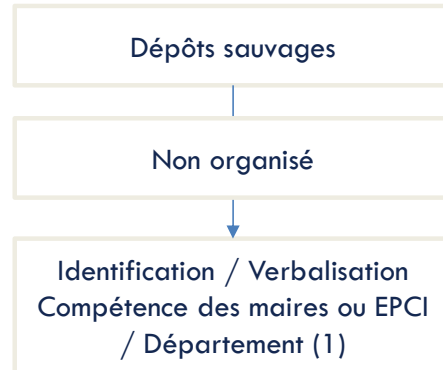 Dépôts sauvages
Non organisé
Identification / Verbalisation
Compétence des maires ou EPCI
/ Département (1)